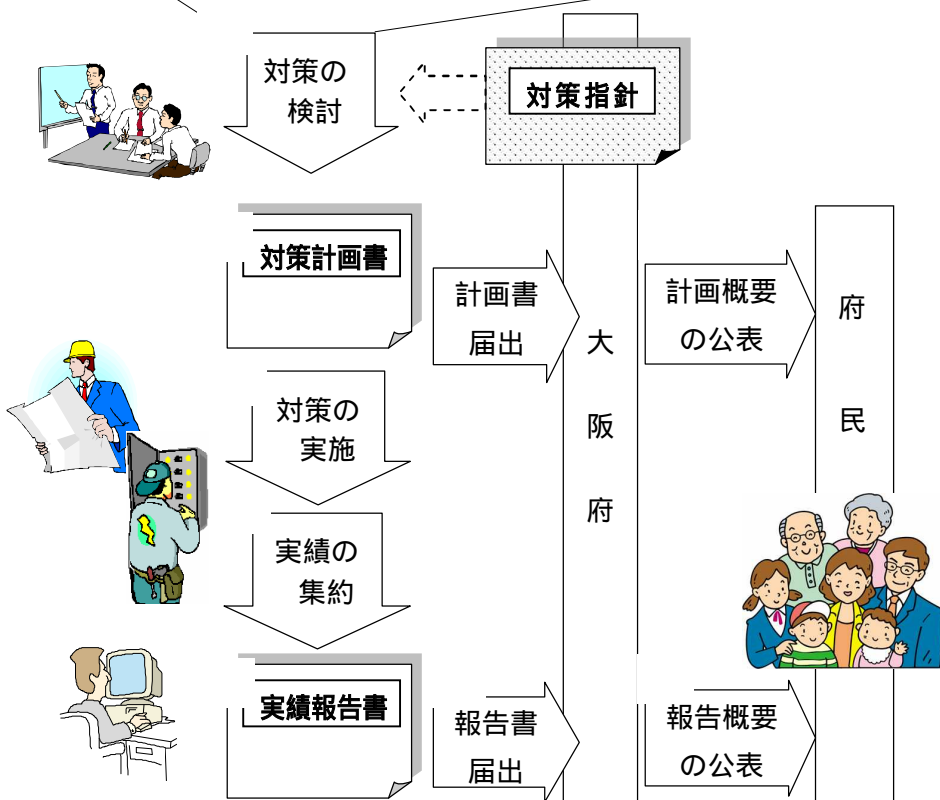 対策の
検討
対策指針
対策計画書
計画書
届出
計画概要
の公表
大阪府
府民
対策の
実施
実績の
集約
実績報告書
報告書
届出
報告概要
の公表